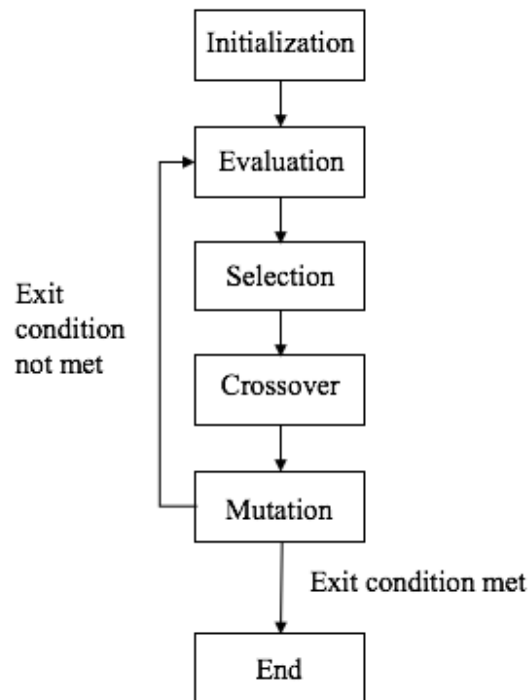 Initialization
Evaluation
Selection
Exit
condition
not met
Crossover
Mutation
Exit condition met
End